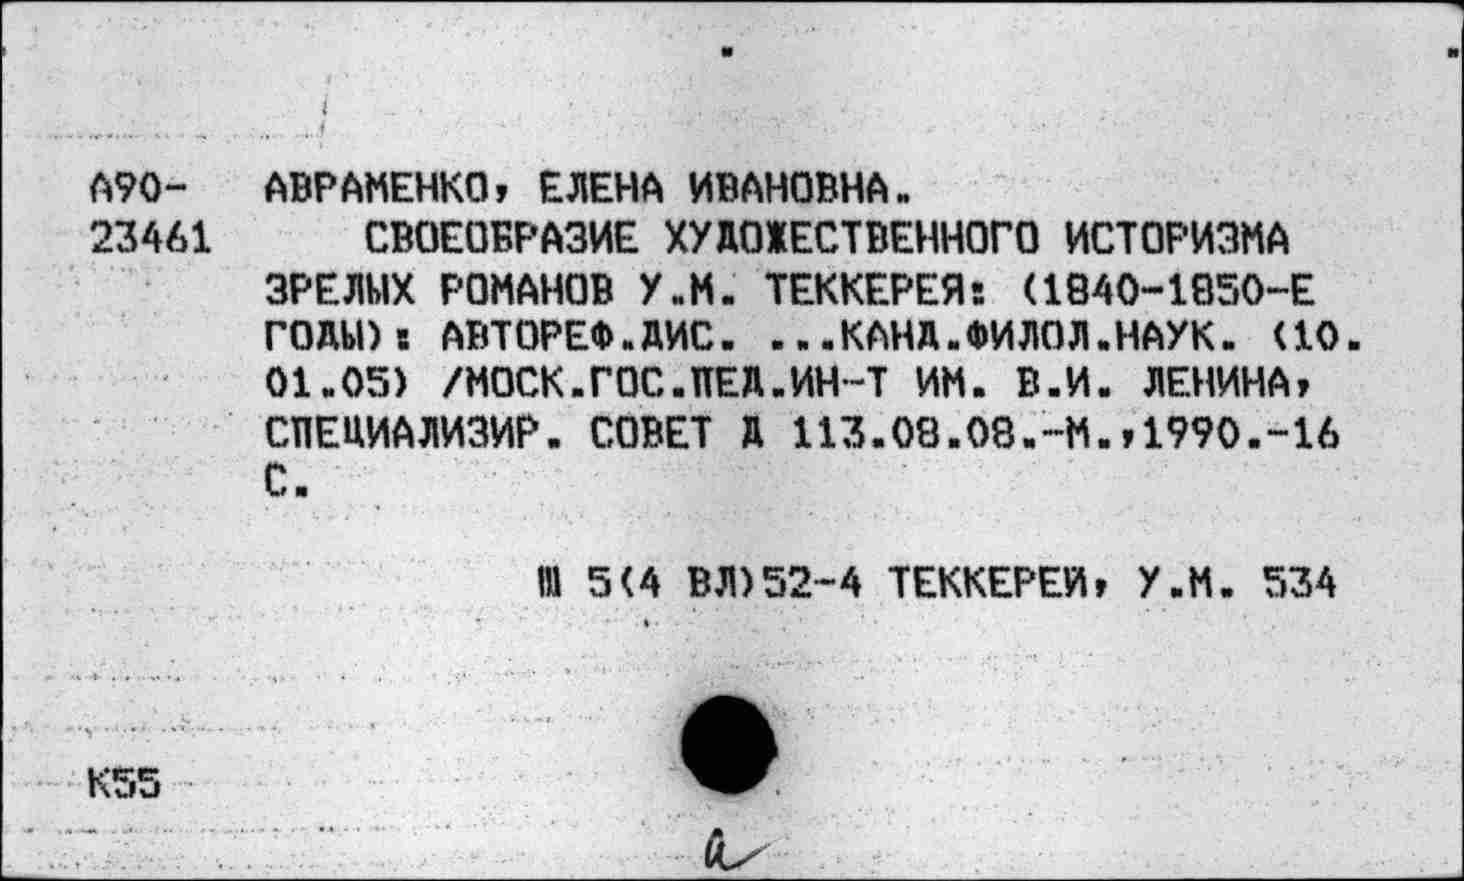 А90- АВРАМЕНКО, ЕЛЕНА ИВАНОВНА.
23461 СВОЕОБРАЗИЕ ХУДОЖЕСТВЕННОГО ИСТОРИЗМА
ЗРЕЛЫХ РОМАНОВ У.М. ТЕККЕРЕЯ: (1840-1850-Е
ГОДЫ): АВТОРЕФ.ДИС. ...КАНД.ФИЛОЛ.НАУК. (10.
01.05) /МОСК.ГОС.ПЕД.ИН-Т ИМ. В.И. ЛЕНИНА,
СПЕЦИАЛИЗИР. СОВЕТ Д 113.08.08.-М.,1990.-16
С.
Ш 5(4 ВЛ)52-4 ТЕККЕРЕЙ, У.М. 534
К55
а